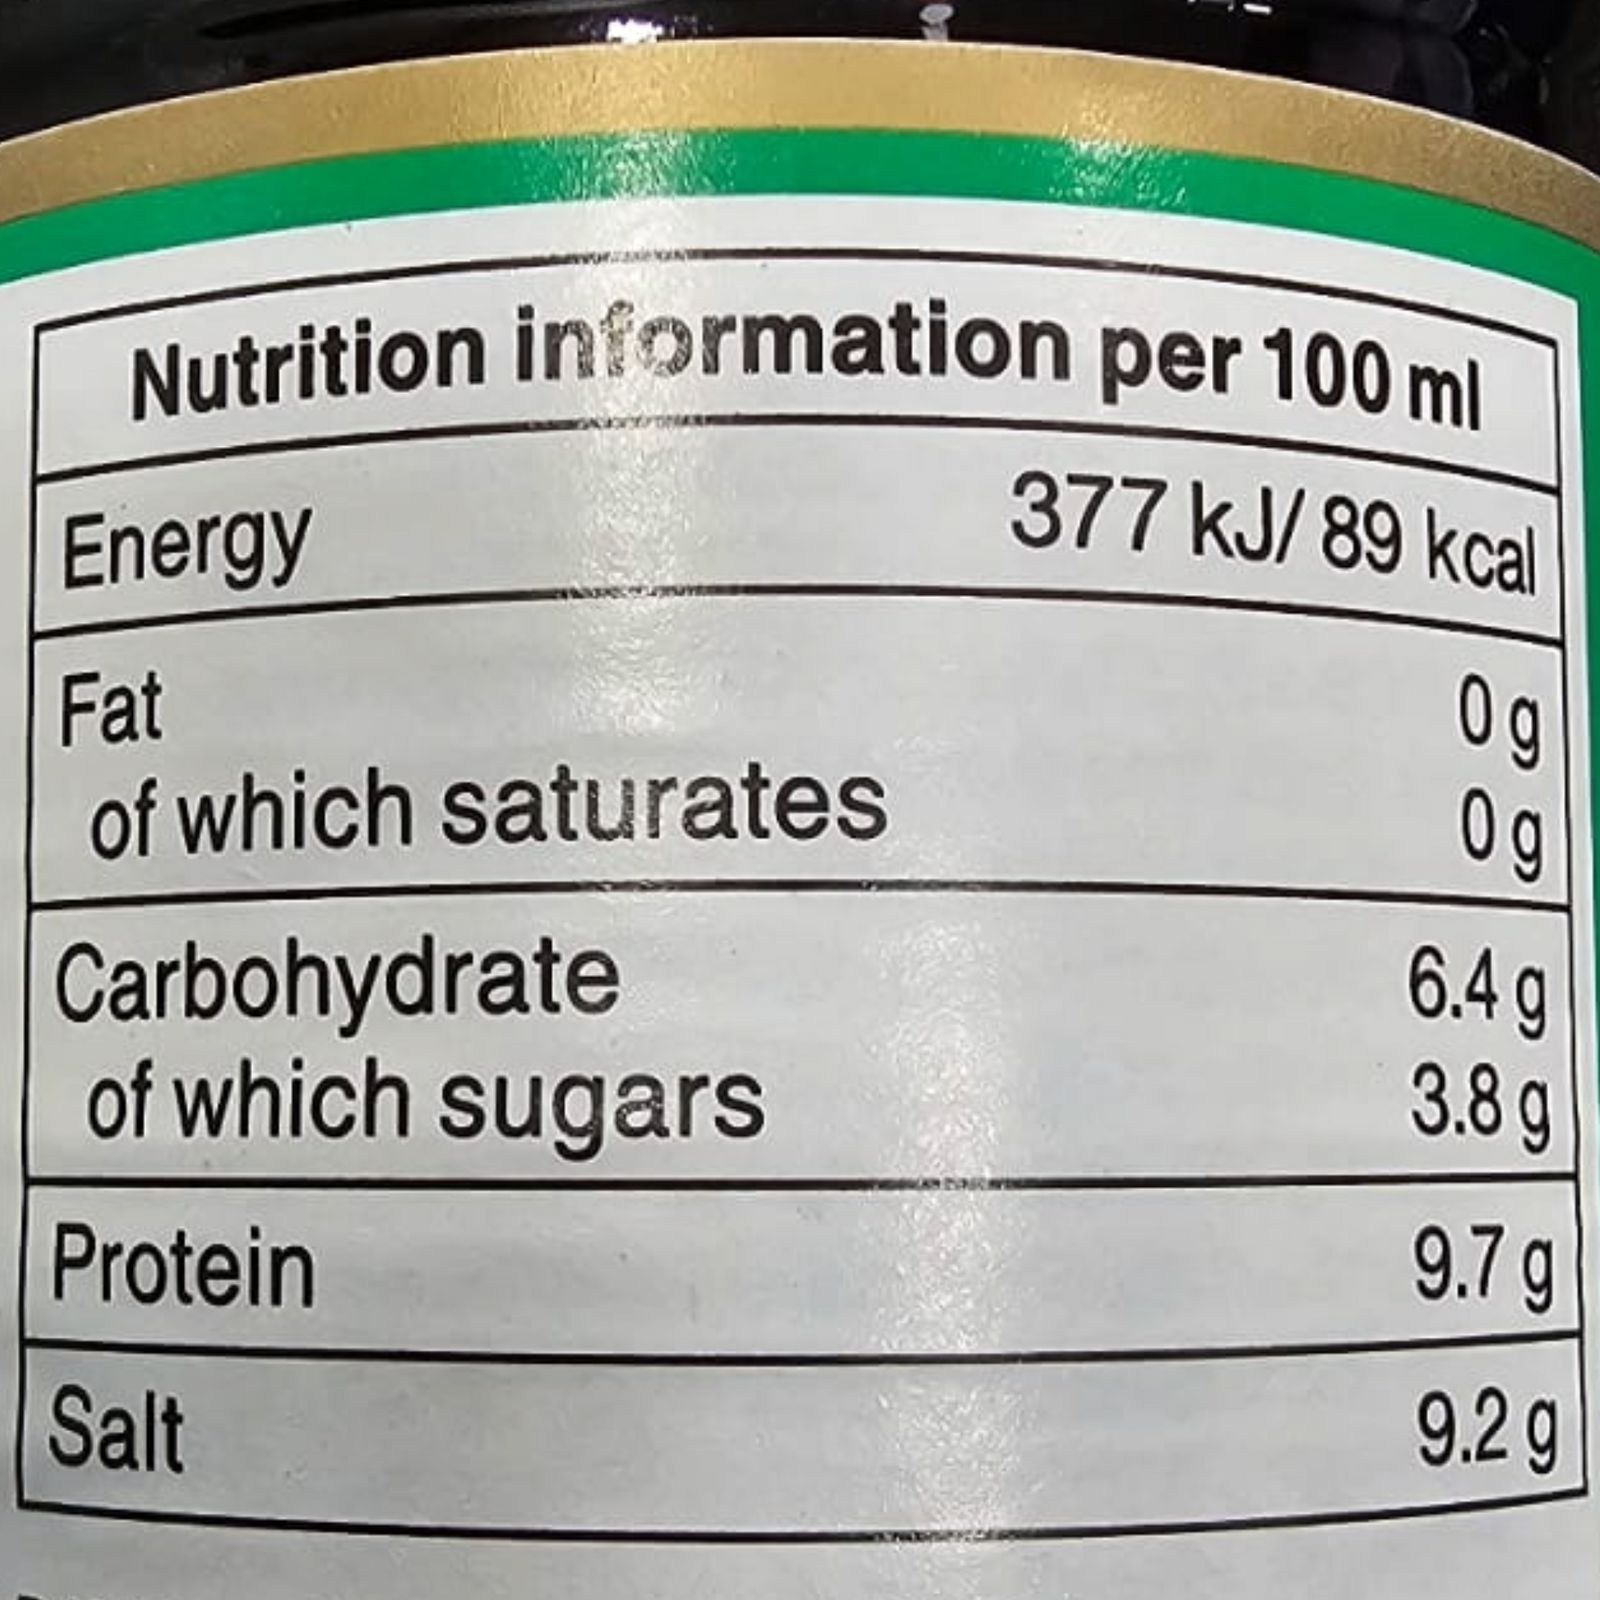 Nutrition information per 100 ml
Energy 377 kJ/ 89 kcal
Fat 0 g
of which saturates 0 g
Carbohydrate 6.4 g
of which sugars 3.8 g
Protein 9.7 g
Salt 9.2 g